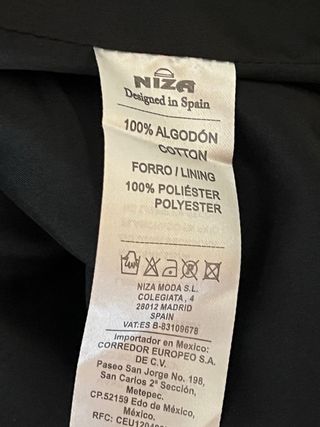 NIZA
Designed in Spain
100% ALGODÓN
COTTON
FORRO / LINING
100% POLIÉSTER
POLYESTER
NIZA MODA S.L.
COLEGIATA, 4
28012 MADRID
SPAIN
VAT:ES B-83109678
Importador en Mexico:
CORREDOR EUROPEO S.A.
DE C.V.
Paseo San Jorge No. 198,
San Carlos 2ª Sección,
Metepec.
CP.52159 Edo de México,
México.